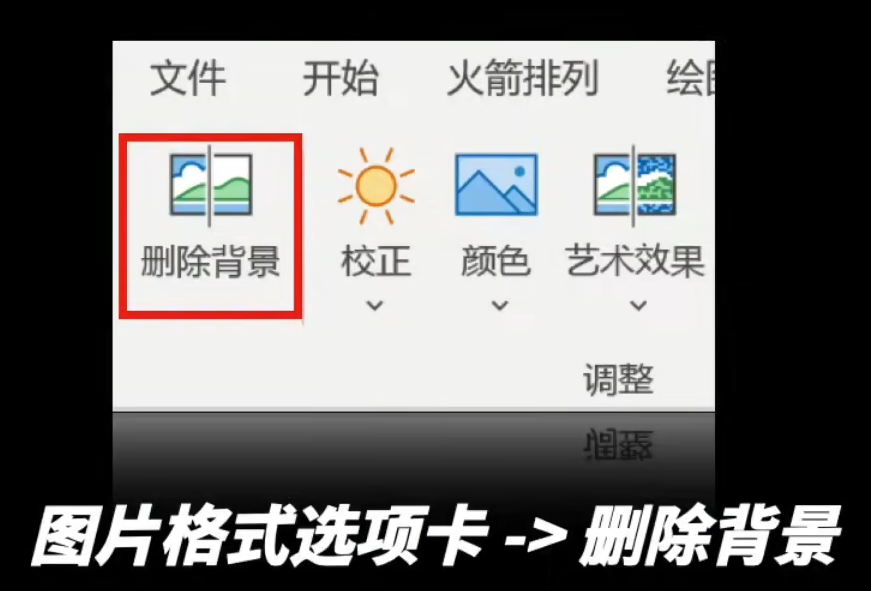 文件 开始 火箭排列 绘
删除背景 校正 颜色 艺术效果
调整
图片格式选项卡 -> 删除背景